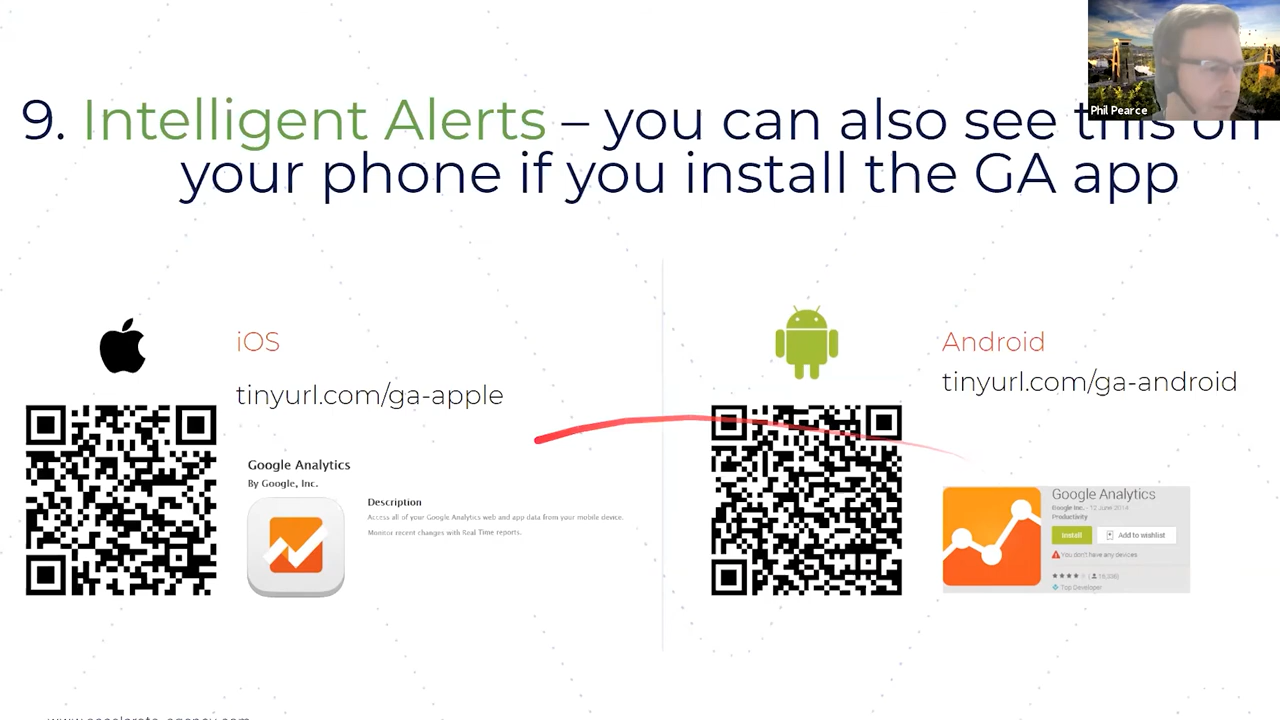 9. Intelligent Alerts – you can also see this on
your phone if you install the GA app
Phil Pearce
iOS
tinyurl.com/ga-apple
Google Analytics
By Google, Inc.
Description
Access all of your Google Analytics web and app data from your mobile device.
Monitor recent changes with Real Time reports.
Android
tinyurl.com/ga-android
Google Analytics
Google Inc. - 12 June 2014
Productivity
Install
Add to wishlist
You don't have any devices
Top Developer